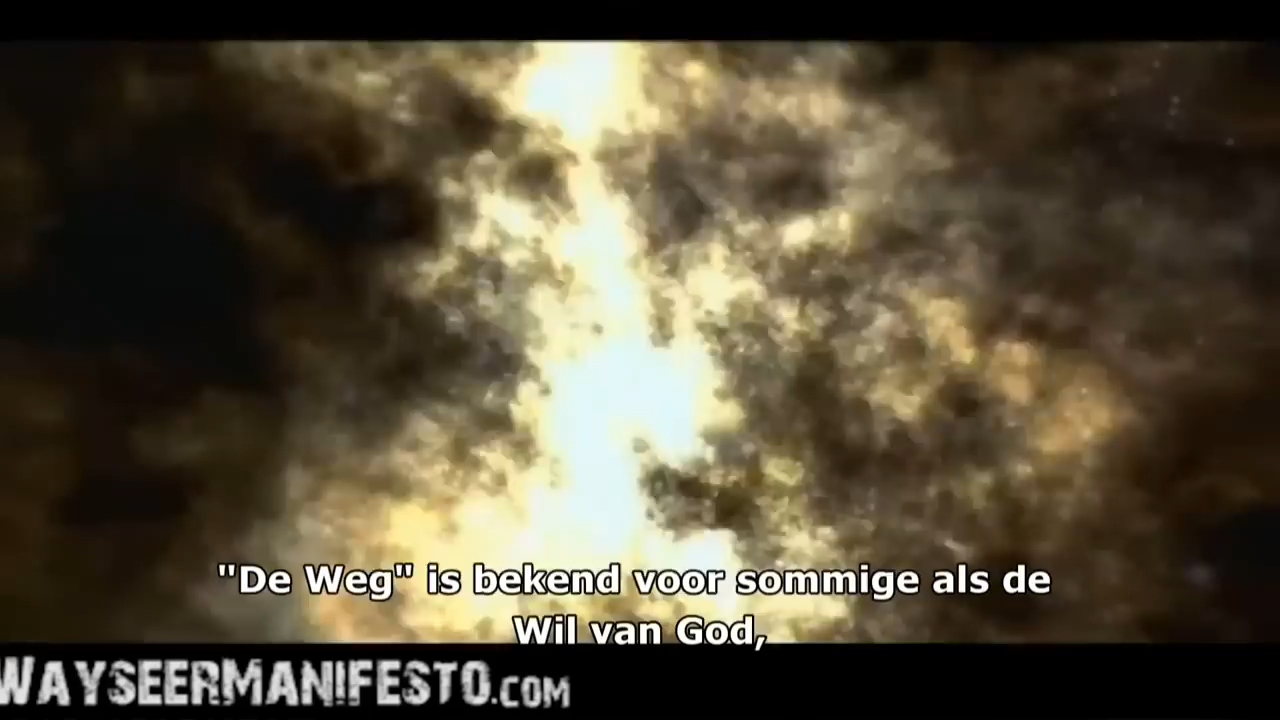 "De Weg" is bekend voor sommige als de
Wil van God,
WAYSEERMANIFESTO.COM